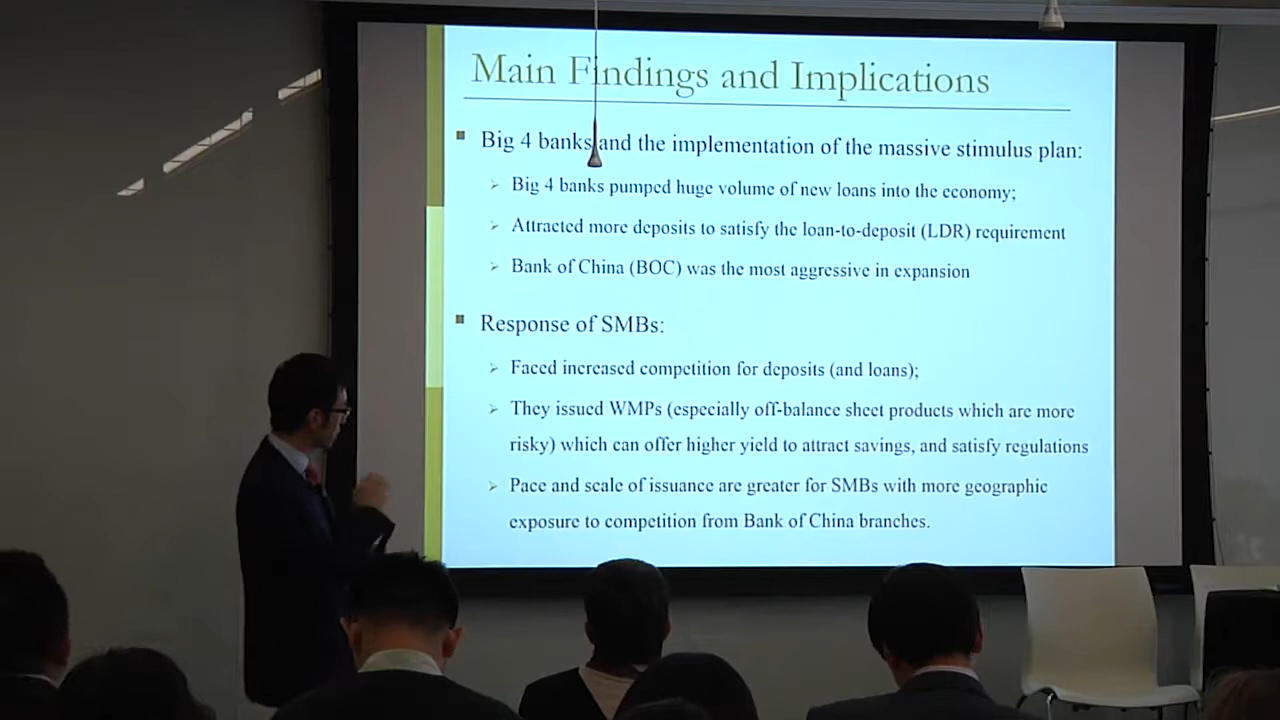 Main Findings and Implications
Big 4 banks and the implementation of the massive stimulus plan:
Big 4 banks pumped huge volume of new loans into the economy;
Attracted more deposits to satisfy the loan-to-deposit (LDR) requirement
Bank of China (BOC) was the most aggressive in expansion
Response of SMBs:
Faced increased competition for deposits (and loans);
They issued WMPs (especially off-balance sheet products which are more
risky) which can offer higher yield to attract savings, and satisfy regulations
Pace and scale of issuance are greater for SMBs with more geographic
exposure to competition from Bank of China branches.